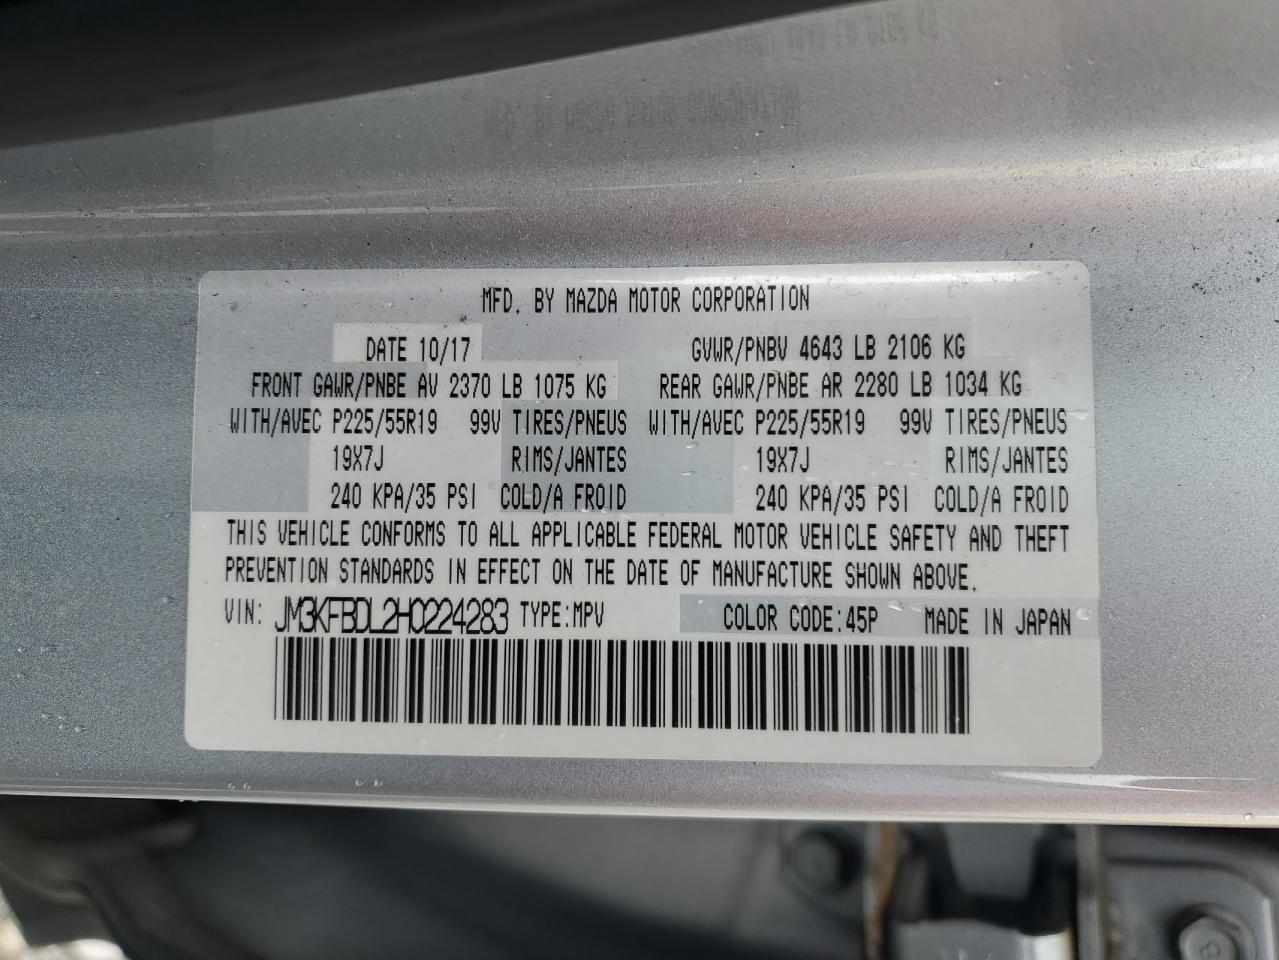 MFD. BY MAZDA MOTOR CORPORATION
DATE 10/17 GVWR/PNBV 4643 LB 2106 KG
FRONT GAWR/PNBE AV 2370 LB 1075 KG REAR GAWR/PNBE AR 2280 LB 1034 KG
WITH/AVEC P225/55R19 99V TIRES/PNEUS WITH/AVEC P225/55R19 99V TIRES/PNEUS
19X7J RIMS/JANTES 19X7J RIMS/JANTES
240 KPA/35 PSI COLD/A FROID 240 KPA/35 PSI COLD/A FROID
THIS VEHICLE CONFORMS TO ALL APPLICABLE FEDERAL MOTOR VEHICLE SAFETY AND THEFT
PREVENTION STANDARDS IN EFFECT ON THE DATE OF MANUFACTURE SHOWN ABOVE.
VIN: JM3KFBDL2H0224283 TYPE:MPV COLOR CODE:45P MADE IN JAPAN
8